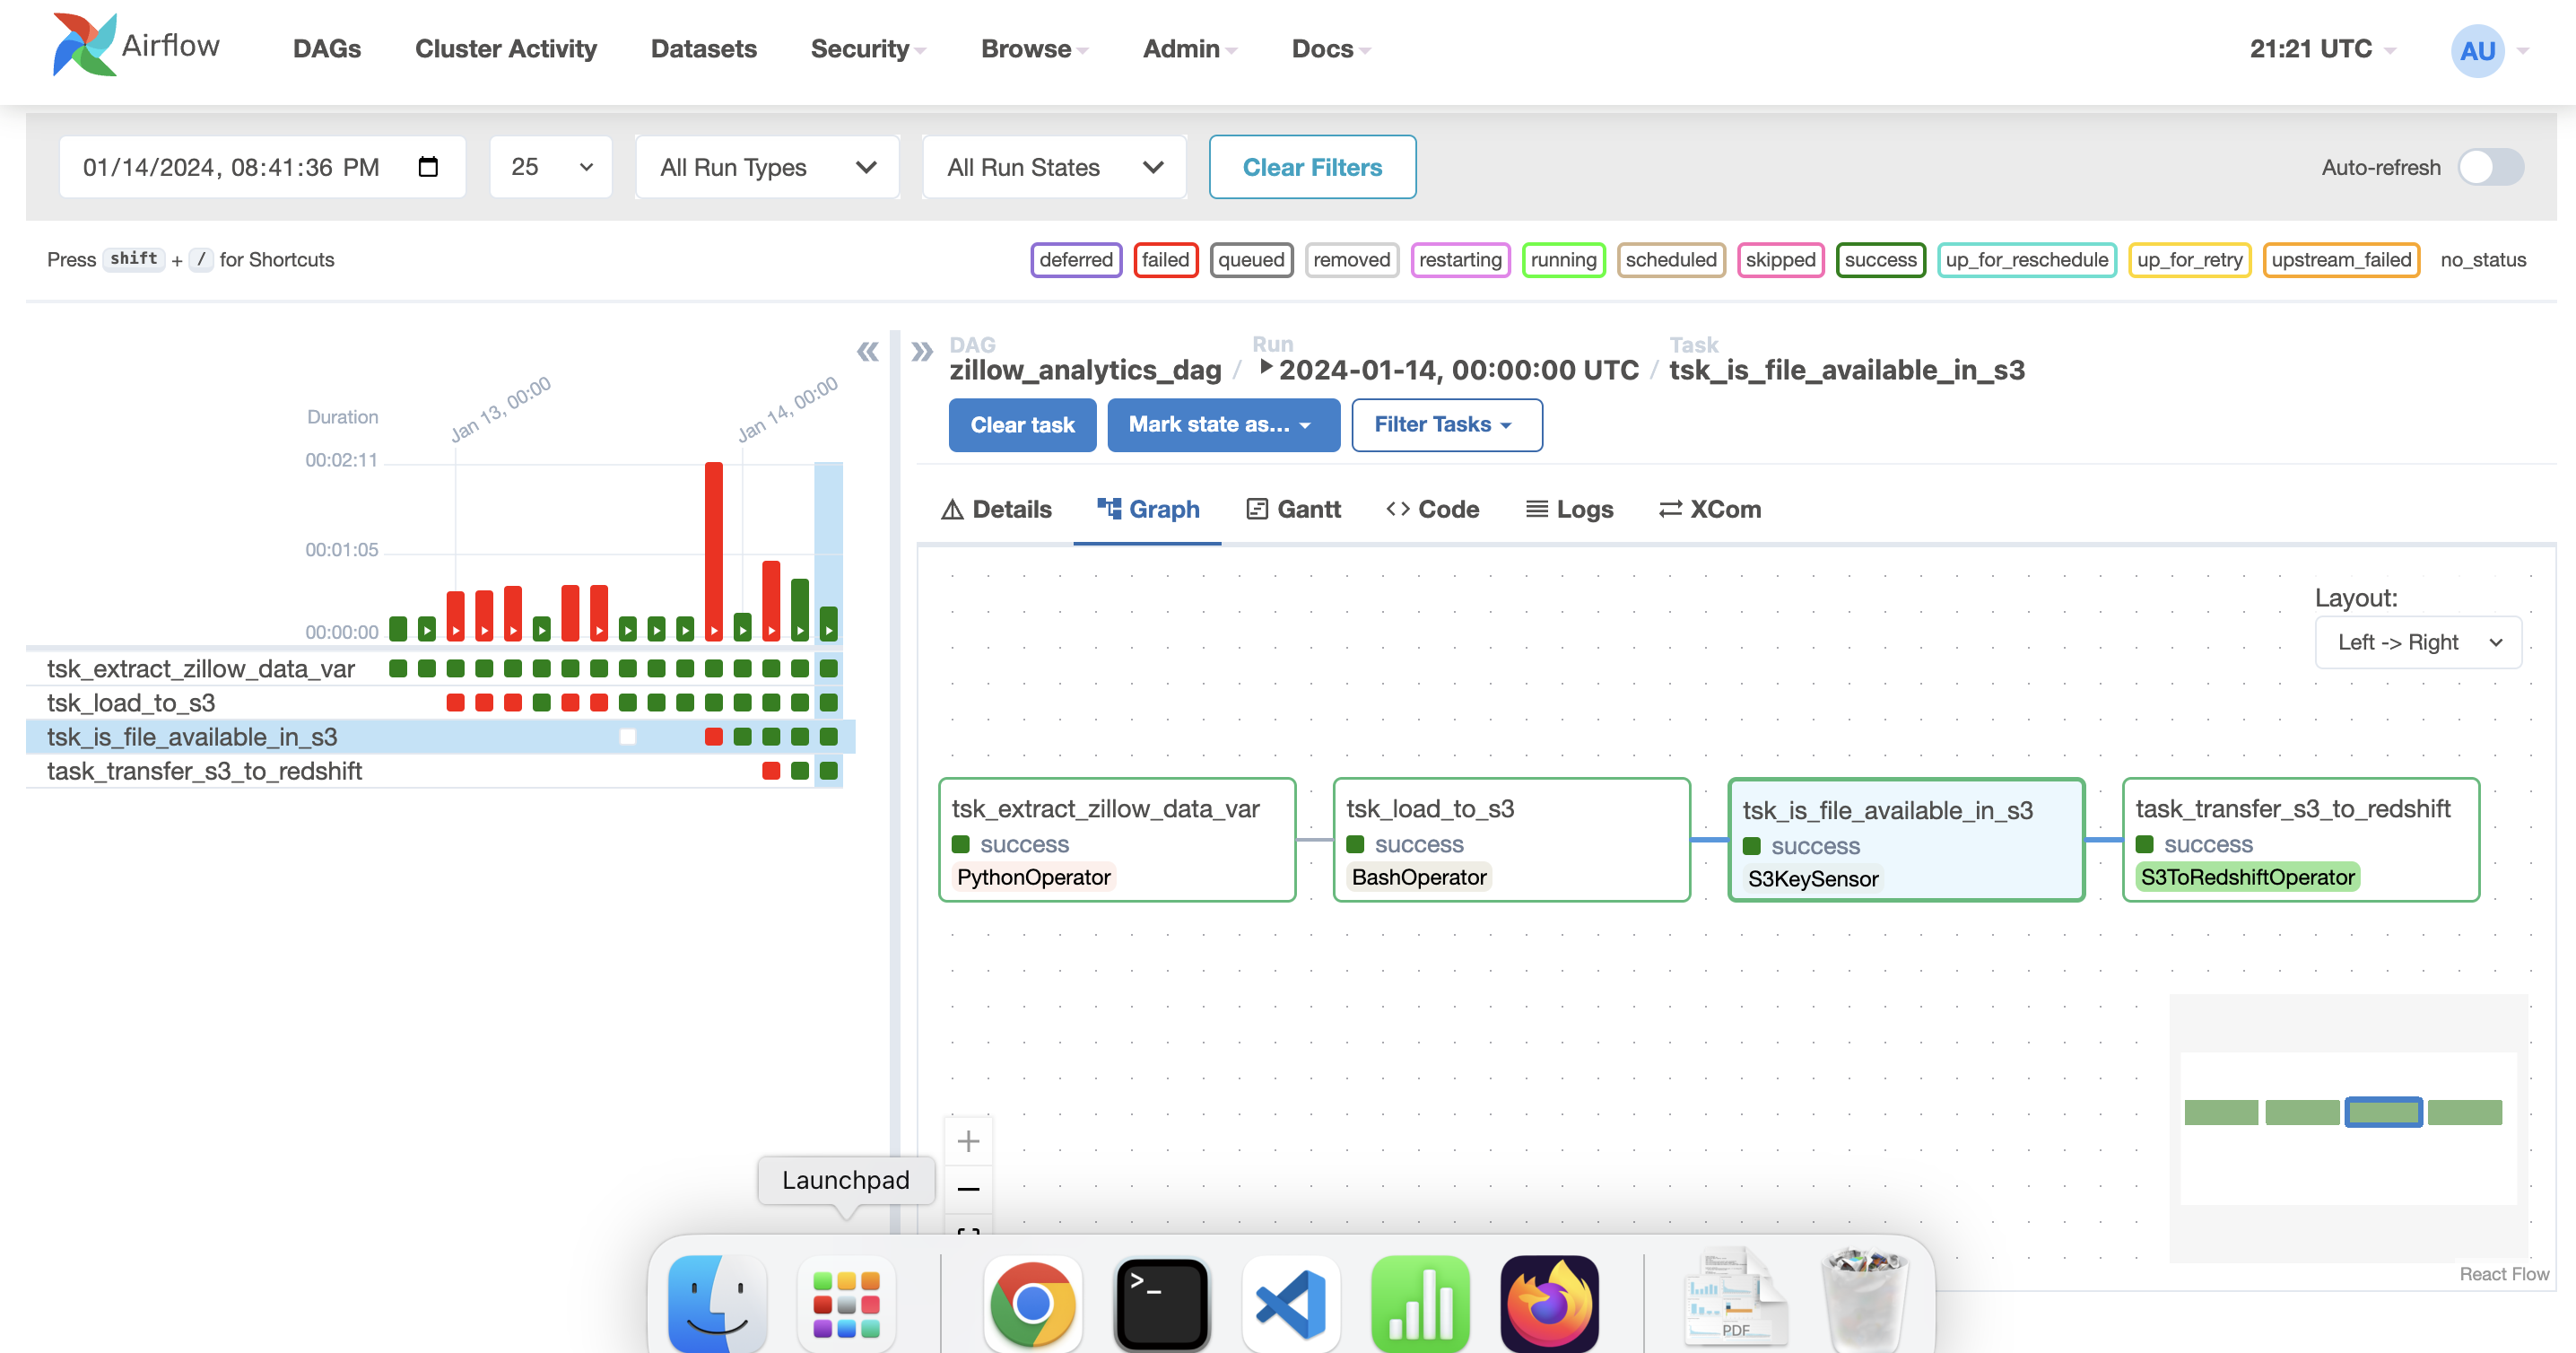 Airflow DAGs Cluster Activity Datasets Security Browse Admin Docs 21:21 UTC AU
01/14/2024, 08:41:36 PM 25 All Run Types All Run States Clear Filters Auto-refresh
Press shift + / for Shortcuts deferred failed queued removed restarting running scheduled skipped success up_for_reschedule up_for_retry upstream_failed no_status
DAG Run Task
zillow_analytics_dag / 2024-01-14, 00:00:00 UTC / tsk_is_file_available_in_s3
Clear task Mark state as... Filter Tasks
Details Graph Gantt Code Logs XCom
Duration
Jan 13, 00:00
Jan 14, 00:00
00:02:11
00:01:05
00:00:00
tsk_extract_zillow_data_var
tsk_load_to_s3
tsk_is_file_available_in_s3
task_transfer_s3_to_redshift
Layout:
Left -> Right
tsk_extract_zillow_data_var
success
PythonOperator
tsk_load_to_s3
success
BashOperator
tsk_is_file_available_in_s3
success
S3KeySensor
task_transfer_s3_to_redshift
success
S3ToRedshiftOperator
Launchpad
React Flow
PDF